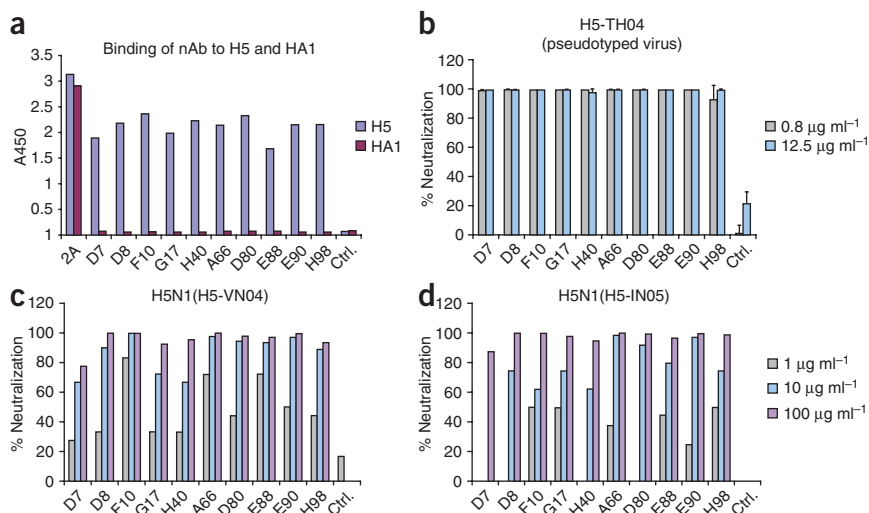 a
Binding of nAb to H5 and HA1
A450
3.5
3
2.5
2
1.5
1
0.5
1
2A D7 D8 F10 G17 H40 A66 D80 E88 E90 H98 Ctrl.
H5
HA1
b
H5-TH04
(pseudotyped virus)
% Neutralization
120
100
80
60
40
20
0
D7 D8 F10 G17 H40 A66 D80 E88 E90 H98 Ctrl.
0.8 μg ml⁻¹
12.5 μg ml⁻¹
c
H5N1(H5-VN04)
% Neutralization
120
100
80
60
40
20
0
D7 D8 F10 G17 H40 A66 D80 E88 E90 H98 Ctrl.
d
H5N1(H5-IN05)
% Neutralization
120
100
80
60
40
20
0
D7 D8 F10 G17 H40 A66 D80 E88 E90 H98 Ctrl.
1 μg ml⁻¹
10 μg ml⁻¹
100 μg ml⁻¹